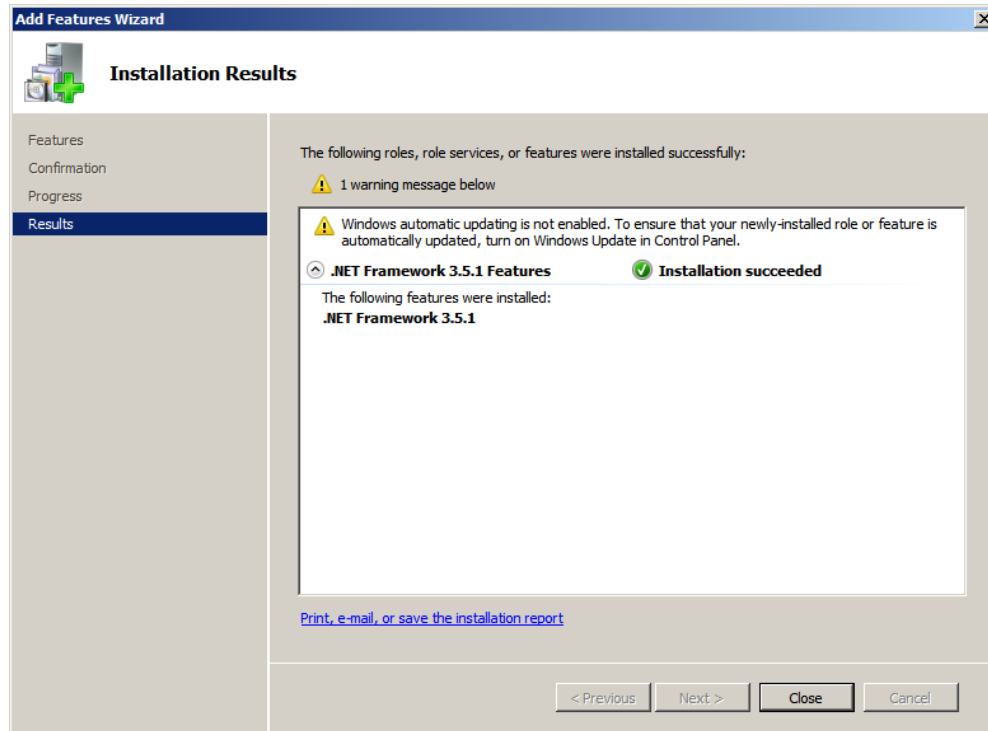 Add Features Wizard
Installation Results
Features
Confirmation
Progress
Results
The following roles, role services, or features were installed successfully:
1 warning message below
Windows automatic updating is not enabled. To ensure that your newly-installed role or feature is
automatically updated, turn on Windows Update in Control Panel.
.NET Framework 3.5.1 Features Installation succeeded
The following features were installed:
.NET Framework 3.5.1
Print, e-mail, or save the installation report
< Previous Next > Close Cancel